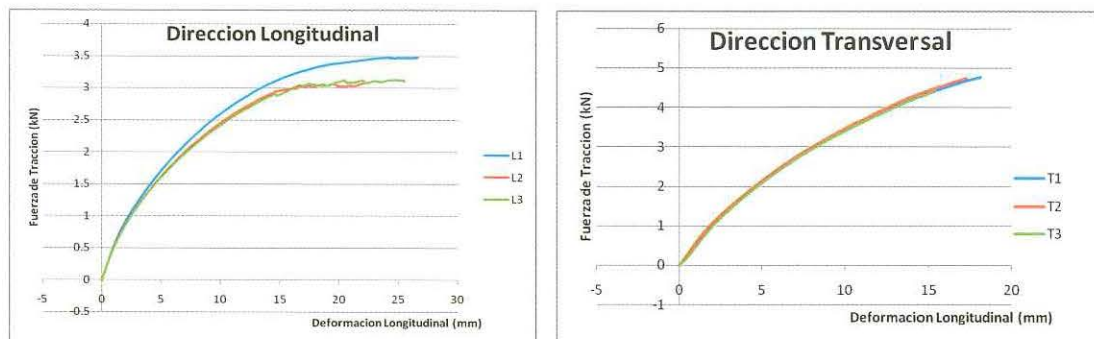 Direccion Longitudinal
Fuerza de Traccion (kN)
4
3.5
3
2.5
2
1.5
1
0.5
0
-0.5
-5
0
5
10
15
20
25
30
Deformacion Longitudinal (mm)
L1
L2
L3
Direccion Transversal
Fuerza de Traccion (kN)
6
5
4
3
2
1
0
-1
-5
0
5
10
15
20
Deformacion Longitudinal (mm)
T1
T2
T3